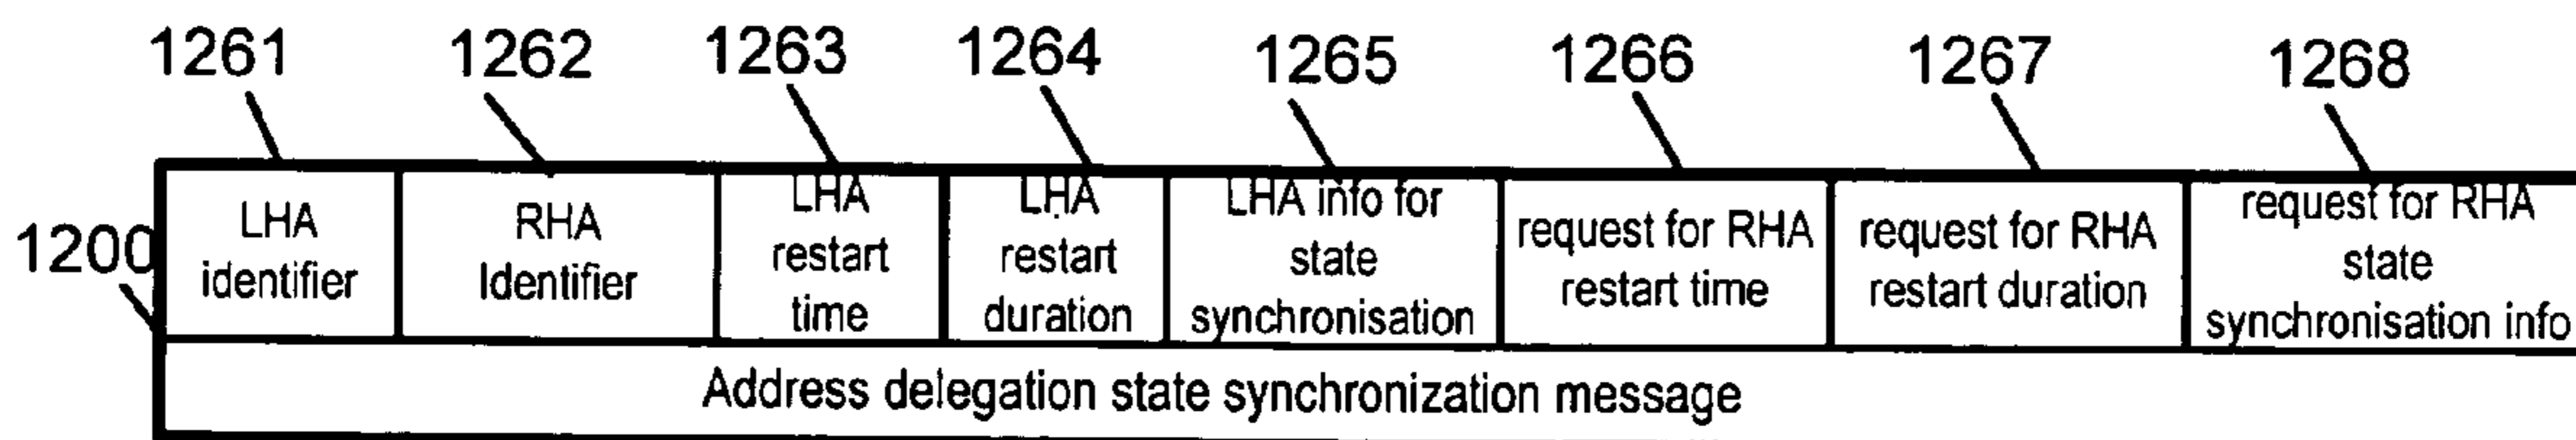 1261 1262 1263 1264 1265 1266 1267 1268
1200
LHA
identifier
RHA
Identifier
LHA
restart
time
LHA
restart
duration
LHA info for
state
synchronisation
request for RHA
restart time
request for RHA
restart duration
request for RHA
state
synchronisation info
Address delegation state synchronization message